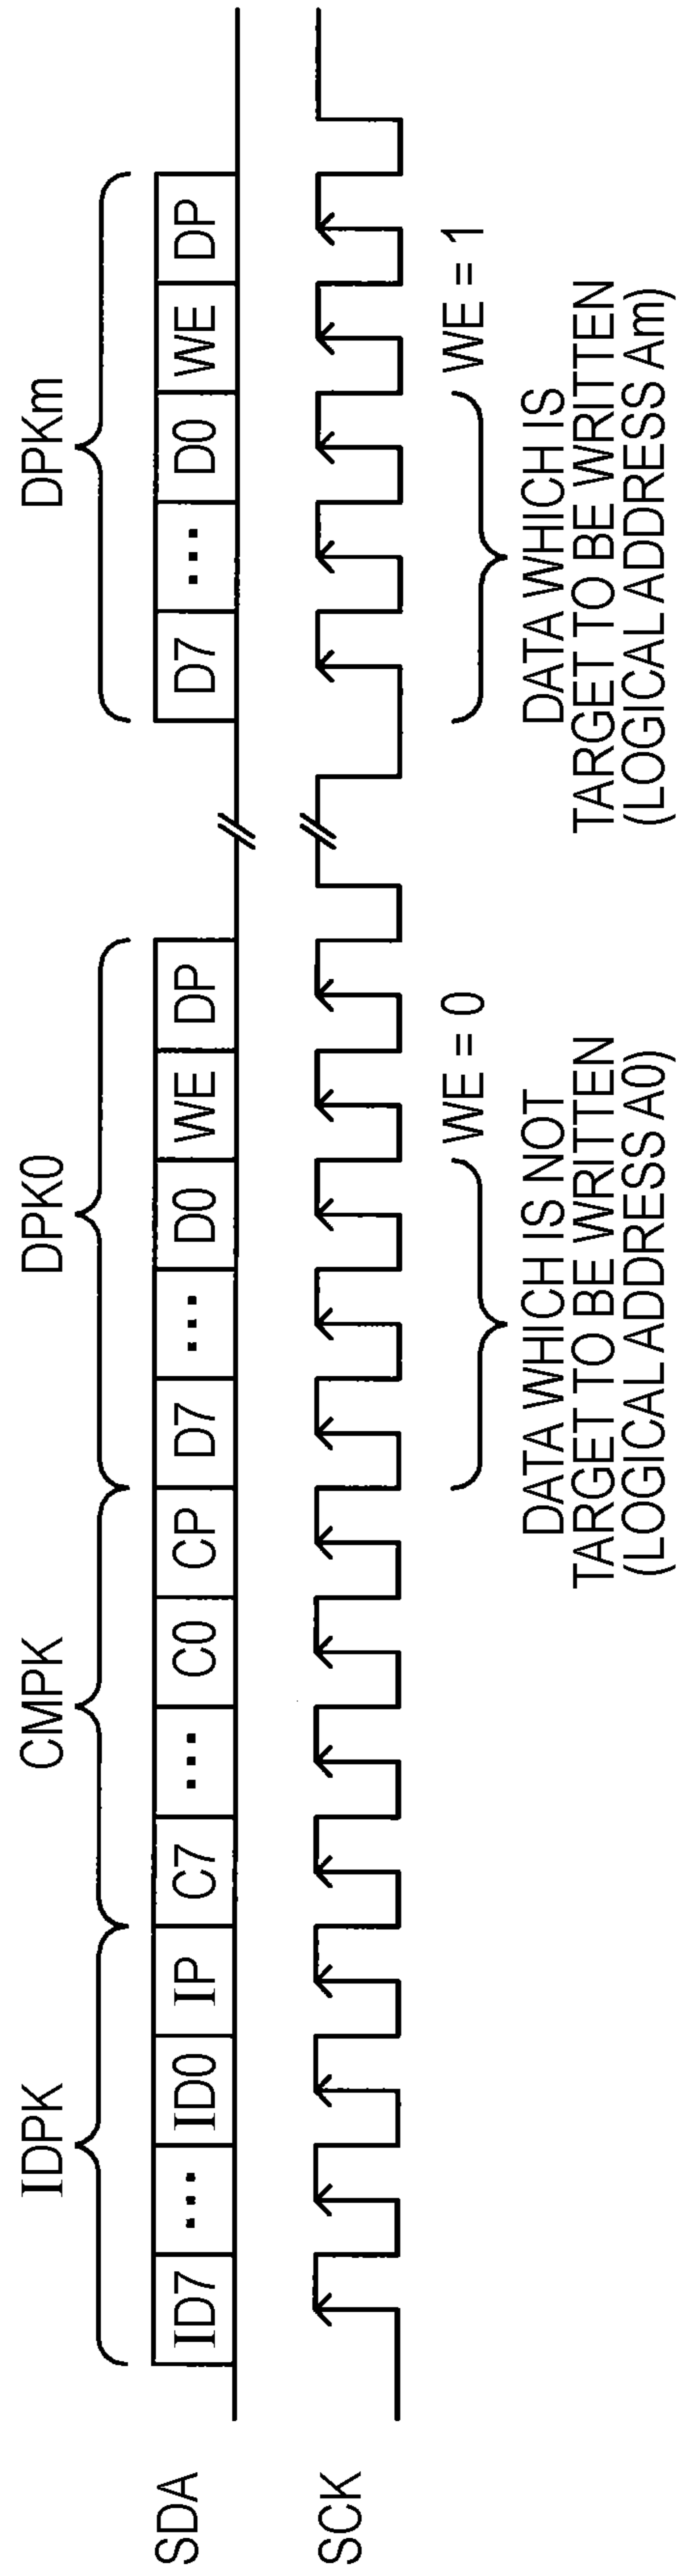 IDPK CMPK DPK0 DPKm
SDA ID7 ... ID0 IP C7 ... C0 CP D7 ... D0 WE DP D7 ... D0 WE DP
SCK
WE = 0 WE = 1
DATA WHICH IS NOT
TARGET TO BE WRITTEN
(LOGICAL ADDRESS A0)
DATA WHICH IS
TARGET TO BE WRITTEN
(LOGICAL ADDRESS Am)